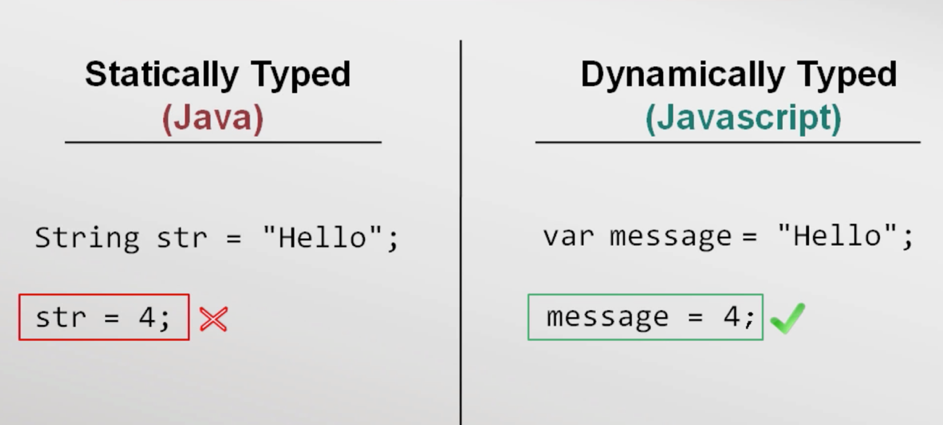 Statically Typed
(Java)
String str = "Hello";
str = 4;
Dynamically Typed
(Javascript)
var message = "Hello";
message = 4;